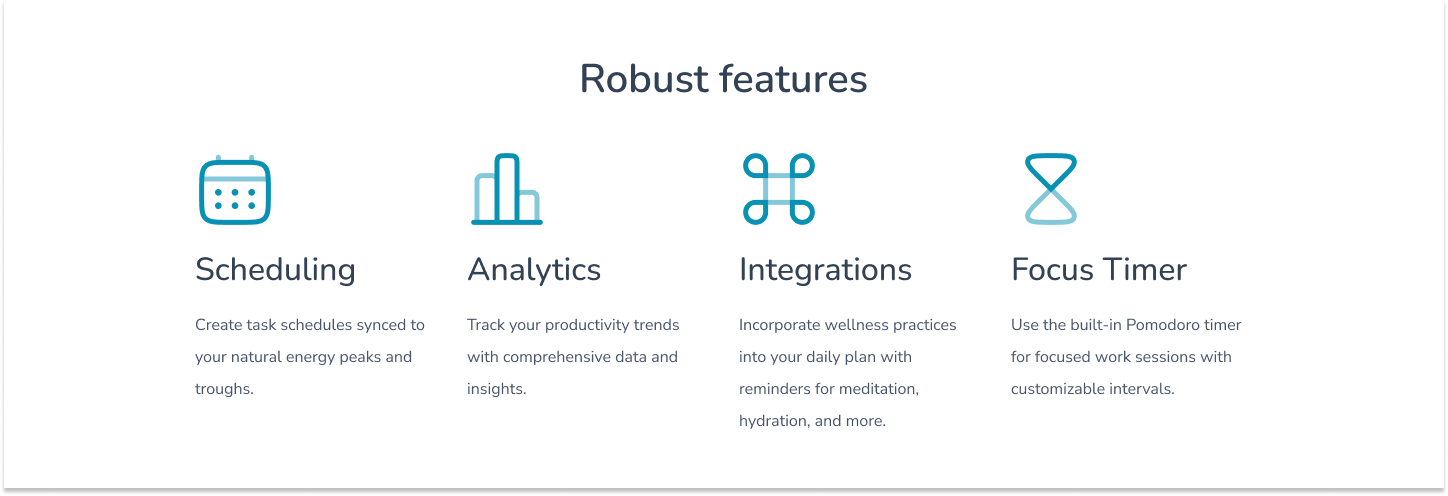 Robust features
Scheduling
Create task schedules synced to
your natural energy peaks and
troughs.
Analytics
Track your productivity trends
with comprehensive data and
insights.
Integrations
Incorporate wellness practices
into your daily plan with
reminders for meditation,
hydration, and more.
Focus Timer
Use the built-in Pomodoro timer
for focused work sessions with
customizable intervals.